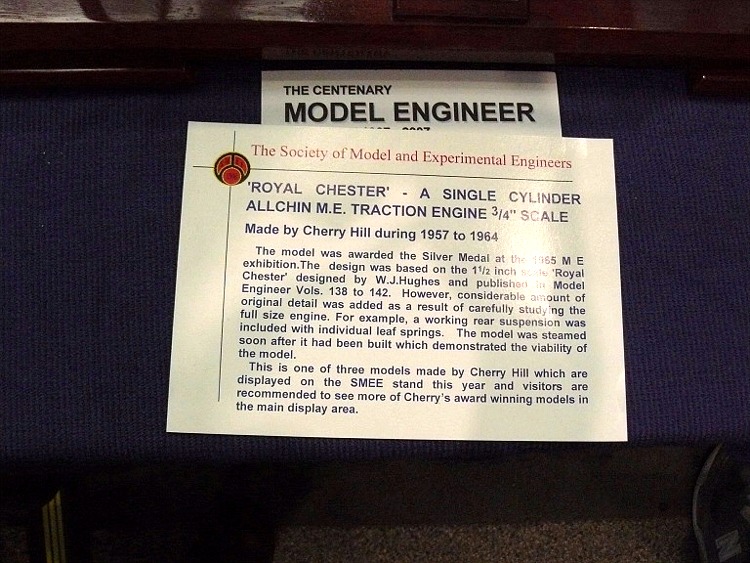 THE CENTENARY
MODEL ENGINEER
The Society of Model and Experimental Engineers
'ROYAL CHESTER' - A SINGLE CYLINDER
ALLCHIN M.E. TRACTION ENGINE 3/4" SCALE
Made by Cherry Hill during 1957 to 1964
The model was awarded the Silver Medal at the 1965 M E
exhibition.The design was based on the 1 1/2 inch scale 'Royal
Chester' designed by W.J.Hughes and published in Model
Engineer Vols. 138 to 142. However, considerable amount of
original detail was added as a result of carefully studying the
full size engine. For example, a working rear suspension was
included with individual leaf springs. The model was steamed
soon after it had been built which demonstrated the viability of
the model.
This is one of three models made by Cherry Hill which are
displayed on the SMEE stand this year and visitors are
recommended to see more of Cherry's award winning models in
the main display area.